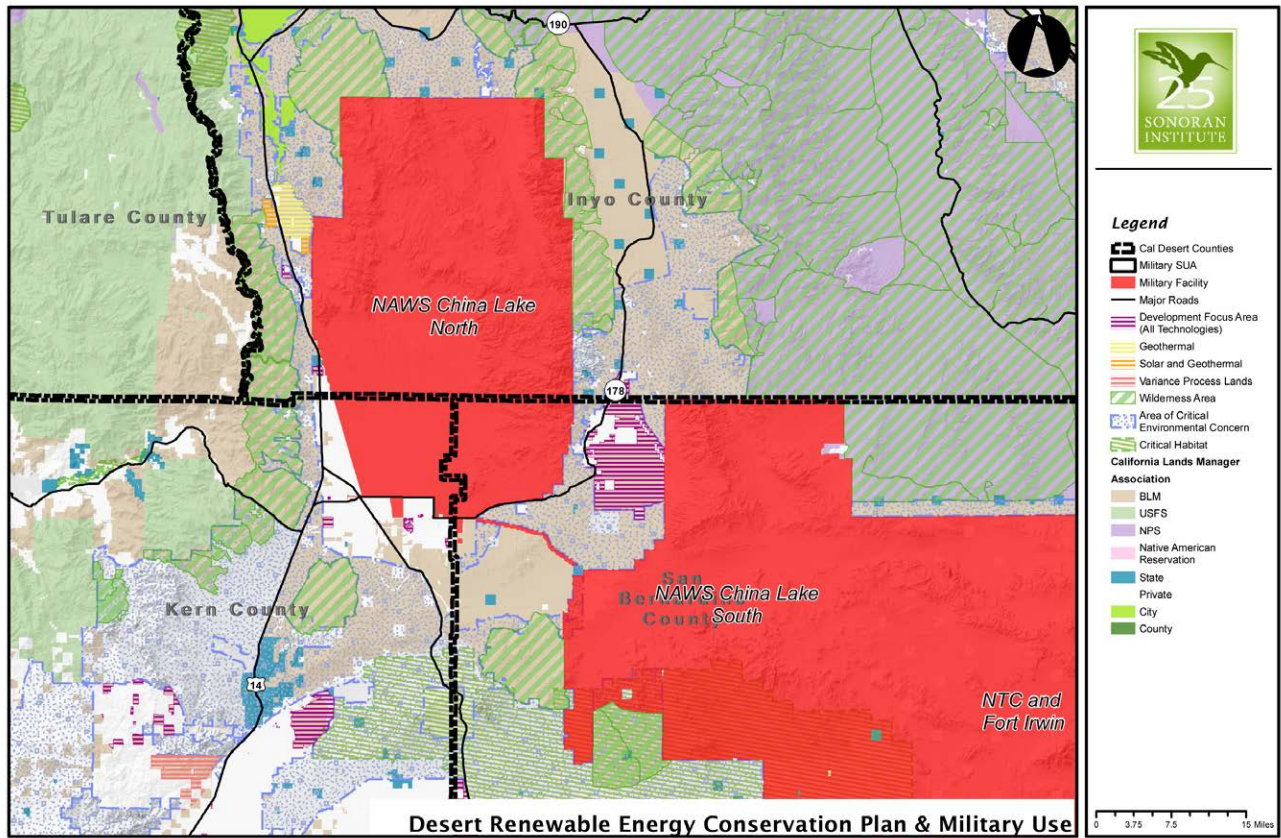 190
Tulare County
Inyo County
NAWS China Lake
North
178
San
Bernardino
County
NAWS China Lake
South
Kern County
14
NTC and
Fort Irwin
Desert Renewable Energy Conservation Plan & Military Use
25
SONORAN
INSTITUTE
Legend
Cal Desert Counties
Military SUA
Military Facility
Major Roads
Development Focus Area
(All Technologies)
Geothermal
Solar and Geothermal
Variance Process Lands
Wilderness Area
Area of Critical
Environmental Concern
Critical Habitat
California Lands Manager
Association
BLM
USFS
NPS
Native American
Reservation
State
Private
City
County
0 3.75 7.5 15 Miles